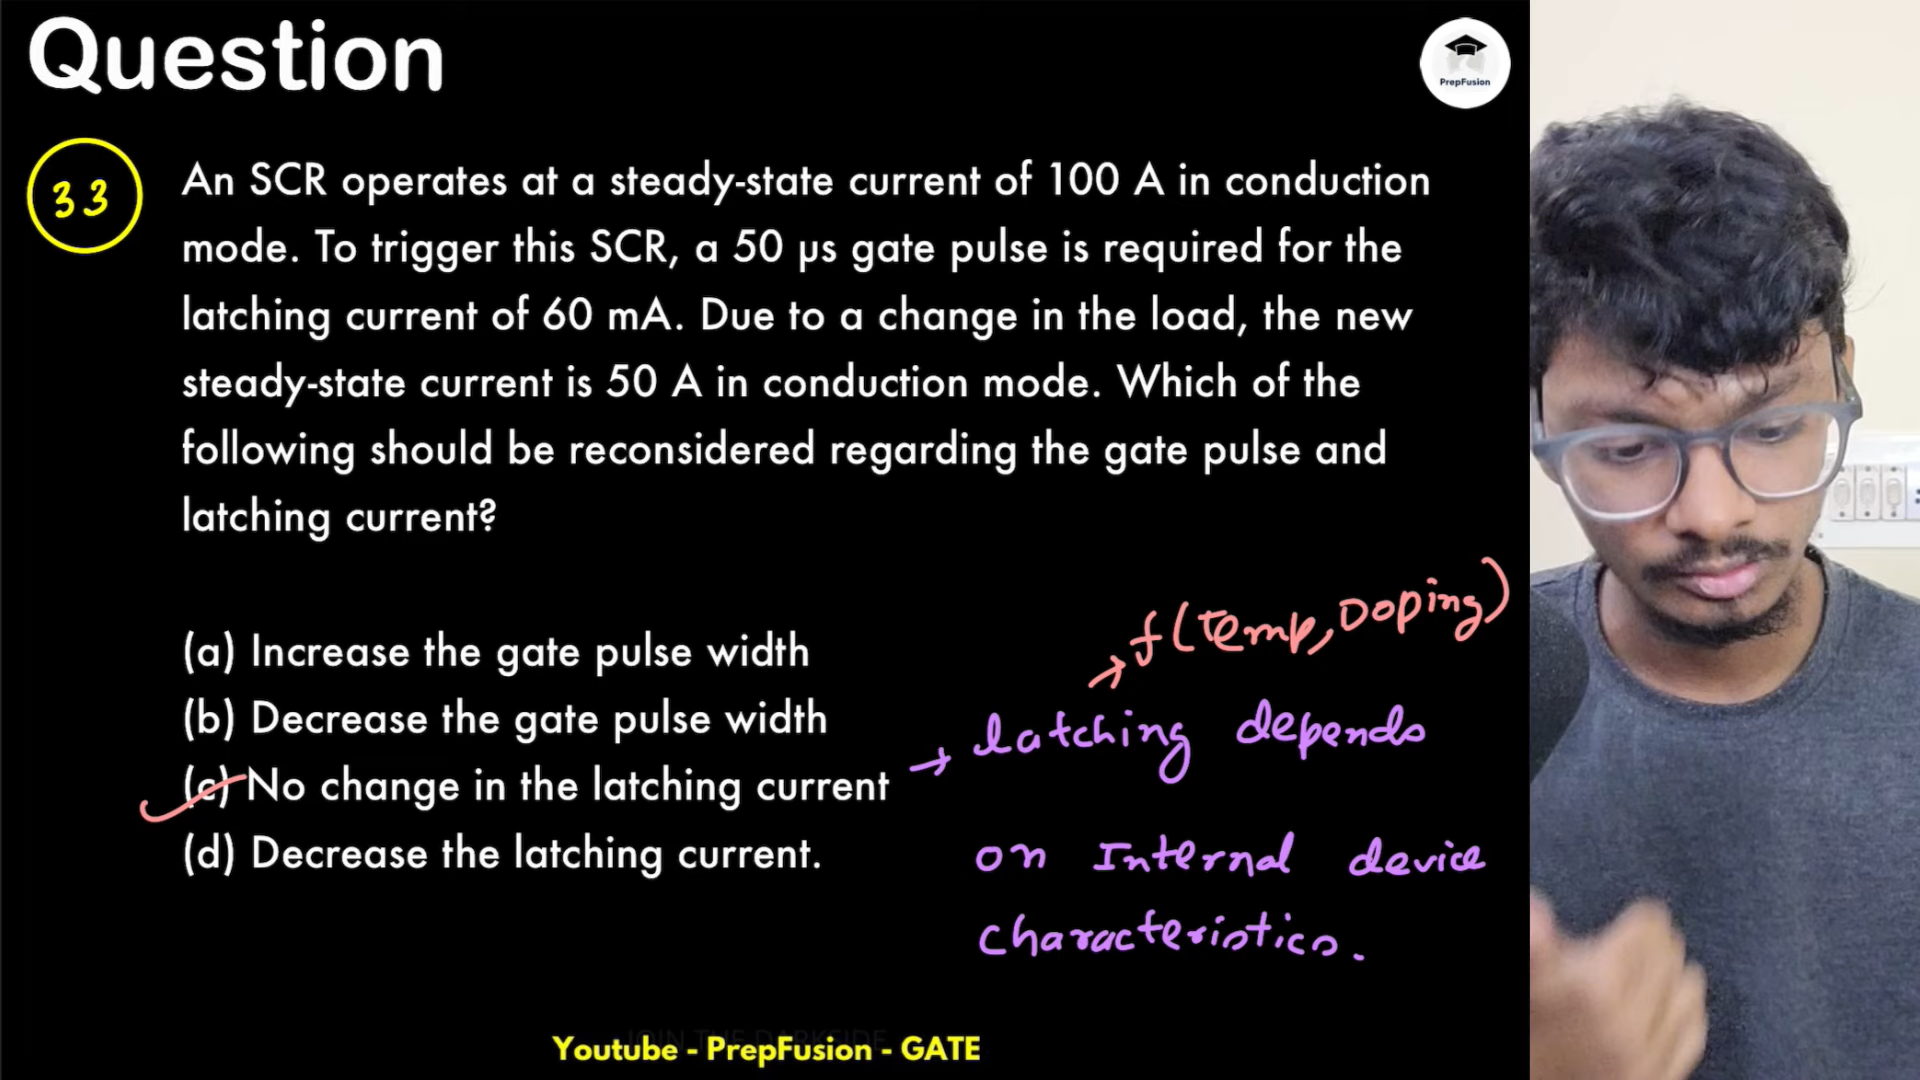 Question
PrepFusion
33
An SCR operates at a steady-state current of 100 A in conduction
mode. To trigger this SCR, a 50 μs gate pulse is required for the
latching current of 60 mA. Due to a change in the load, the new
steady-state current is 50 A in conduction mode. Which of the
following should be reconsidered regarding the gate pulse and
latching current?
(a) Increase the gate pulse width
(b) Decrease the gate pulse width
(c) No change in the latching current
(d) Decrease the latching current.
→ f(Temp, Doping)
→ latching depends
on Internal device
characteristics.
JOIN THE DARKSIDE
Youtube - PrepFusion - GATE